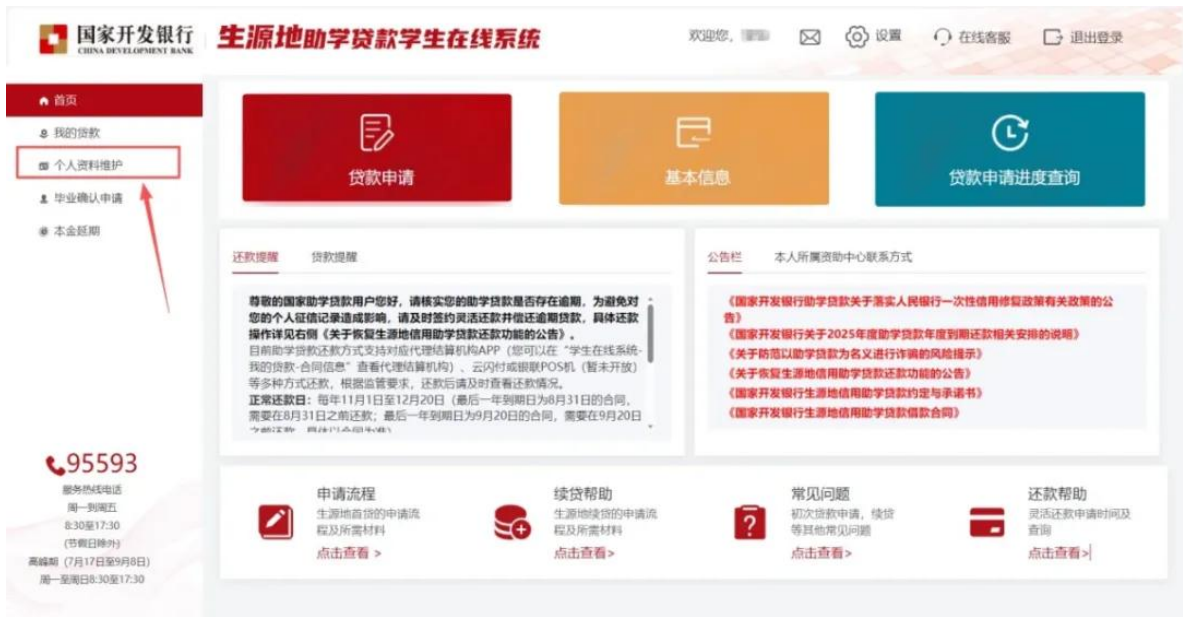 国家开发银行
CHINA DEVELOPMENT BANK
生源地助学贷款学生在线系统
欢迎您，
设置
在线客服
退出登录
首页
我的贷款
个人资料维护
毕业确认申请
本金延期
贷款申请
基本信息
贷款申请进度查询
还款提醒
贷款提醒
尊敬的国家助学贷款用户您好，请核实您的助学贷款是否存在逾期，为避免对
您的个人征信记录造成影响，请及时签约灵活还款并偿还逾期贷款，具体还款
操作详见右侧《关于恢复生源地信用助学贷款还款功能的公告》。
目前助学贷款还款方式支持对应代理结算机构APP（您可以在“学生在线系统-
我的贷款-合同信息”查看代理结算机构）、云闪付或银联POS机（暂未开放）
等多种方式还款，根据监管要求，还款后请及时查看还款情况。
正常还款日：每年11月1日至12月20日（最后一年到期日为8月31日的合同，
需要在8月31日之前还款；最后一年到期日为9月20日的合同，需要在9月20日
之前还款，具体以合同为准）
公告栏
本人所属资助中心联系方式
《国家开发银行助学贷款关于落实人民银行一次性信用修复政策有关政策的公
告》
《国家开发银行关于2025年度助学贷款年度到期还款相关安排的说明》
《关于防范以助学贷款为名义进行诈骗的风险提示》
《关于恢复生源地信用助学贷款还款功能的公告》
《国家开发银行生源地信用助学贷款约定与承诺书》
《国家开发银行生源地信用助学贷款借款合同》
95593
服务热线电话
周一到周五
8:30至17:30
(节假日除外)
高峰期（7月17日至9月8日）
周一至周日8:30至17:30
申请流程
生源地首贷的申请流
程及所需材料
点击查看 >
续贷帮助
生源地续贷的申请流
程及所需材料
点击查看>
常见问题
初次贷款申请，续贷
等其他常见问题
点击查看>
还款帮助
灵活还款申请时间及
查询
点击查看>